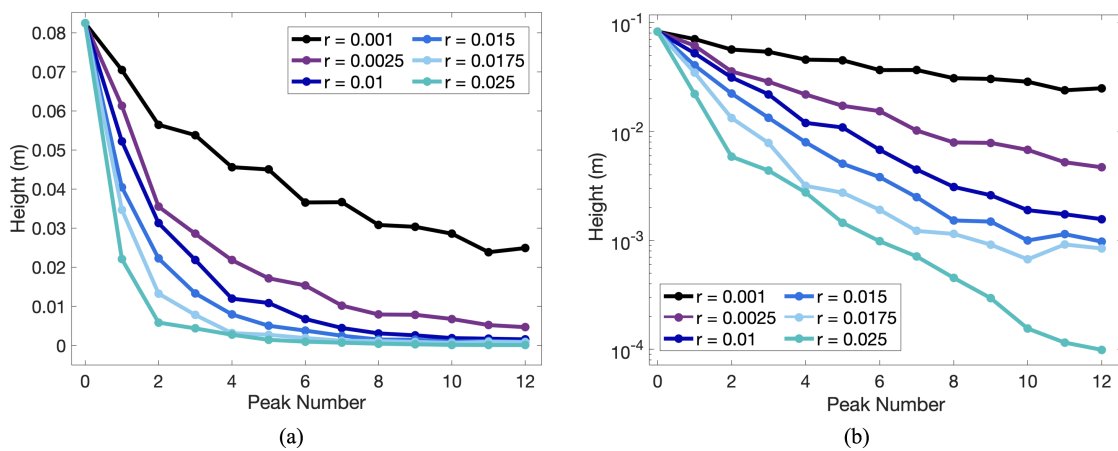 0.08
0.07
0.06
0.05
0.04
0.03
0.02
0.01
0
Height (m)
r = 0.001 r = 0.015
r = 0.0025 r = 0.0175
r = 0.01 r = 0.025
0 2 4 6 8 10 12
Peak Number
(a)
10⁻¹
10⁻²
10⁻³
10⁻⁴
Height (m)
r = 0.001 r = 0.015
r = 0.0025 r = 0.0175
r = 0.01 r = 0.025
0 2 4 6 8 10 12
Peak Number
(b)